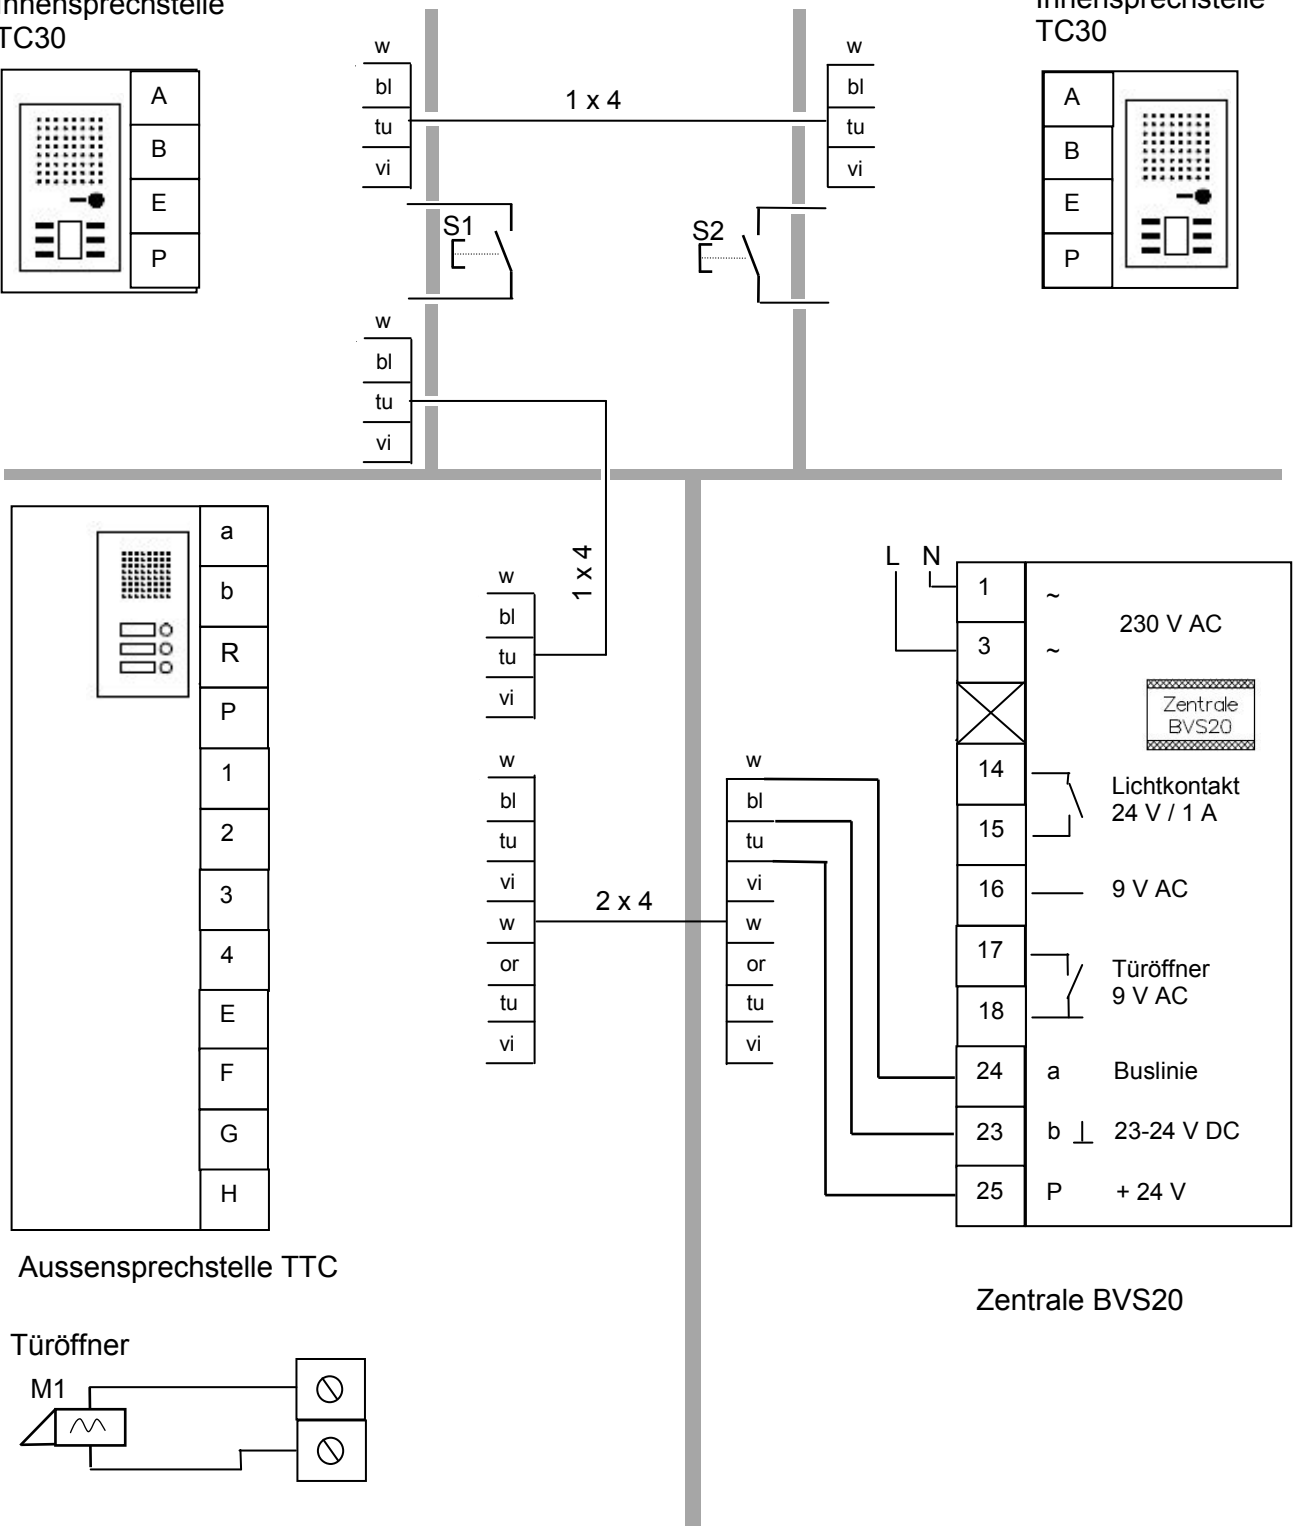 Innensprechstelle
TC30
Innensprechstelle
TC30
A
B
E
P
w
bl
tu
vi
1 x 4
w
bl
tu
vi
A
B
E
P
S1
S2
w
bl
tu
vi
1 x 4
a
b
R
P
1
2
3
4
E
F
G
H
Aussensprechstelle TTC
w
bl
tu
vi
w
bl
tu
vi
w
or
tu
vi
2 x 4
w
bl
tu
vi
w
or
tu
vi
L N
1 ~
230 V AC
3 ~
Zentrale
BVS20
14
Lichtkontakt
24 V / 1 A
15
16 9 V AC
17
Türöffner
9 V AC
18
24 a Buslinie
23 b 23-24 V DC
25 P + 24 V
Zentrale BVS20
Türöffner
M1